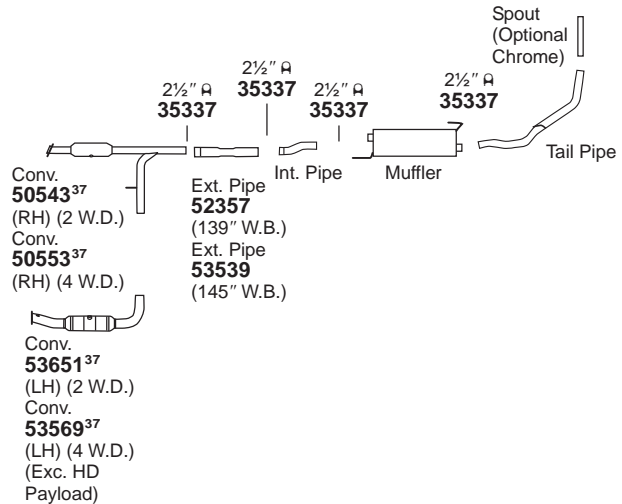 Spout
(Optional
Chrome)
2½″
35337
2½″
35337
2½″
35337
2½″
35337
Int. Pipe
Muffler
Tail Pipe
Conv.
50543³⁷
(RH) (2 W.D.)
Conv.
50553³⁷
(RH) (4 W.D.)
Ext. Pipe
52357
(139″ W.B.)
Ext. Pipe
53539
(145″ W.B.)
Conv.
53651³⁷
(LH) (2 W.D.)
Conv.
53569³⁷
(LH) (4 W.D.)
(Exc. HD
Payload)